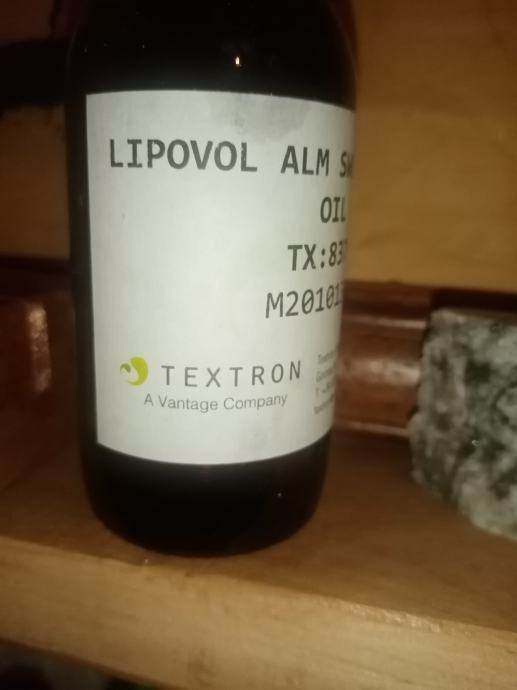 LIPOVOL ALM SW
OIL
TX:83
M20101
TEXTRON
A Vantage Company